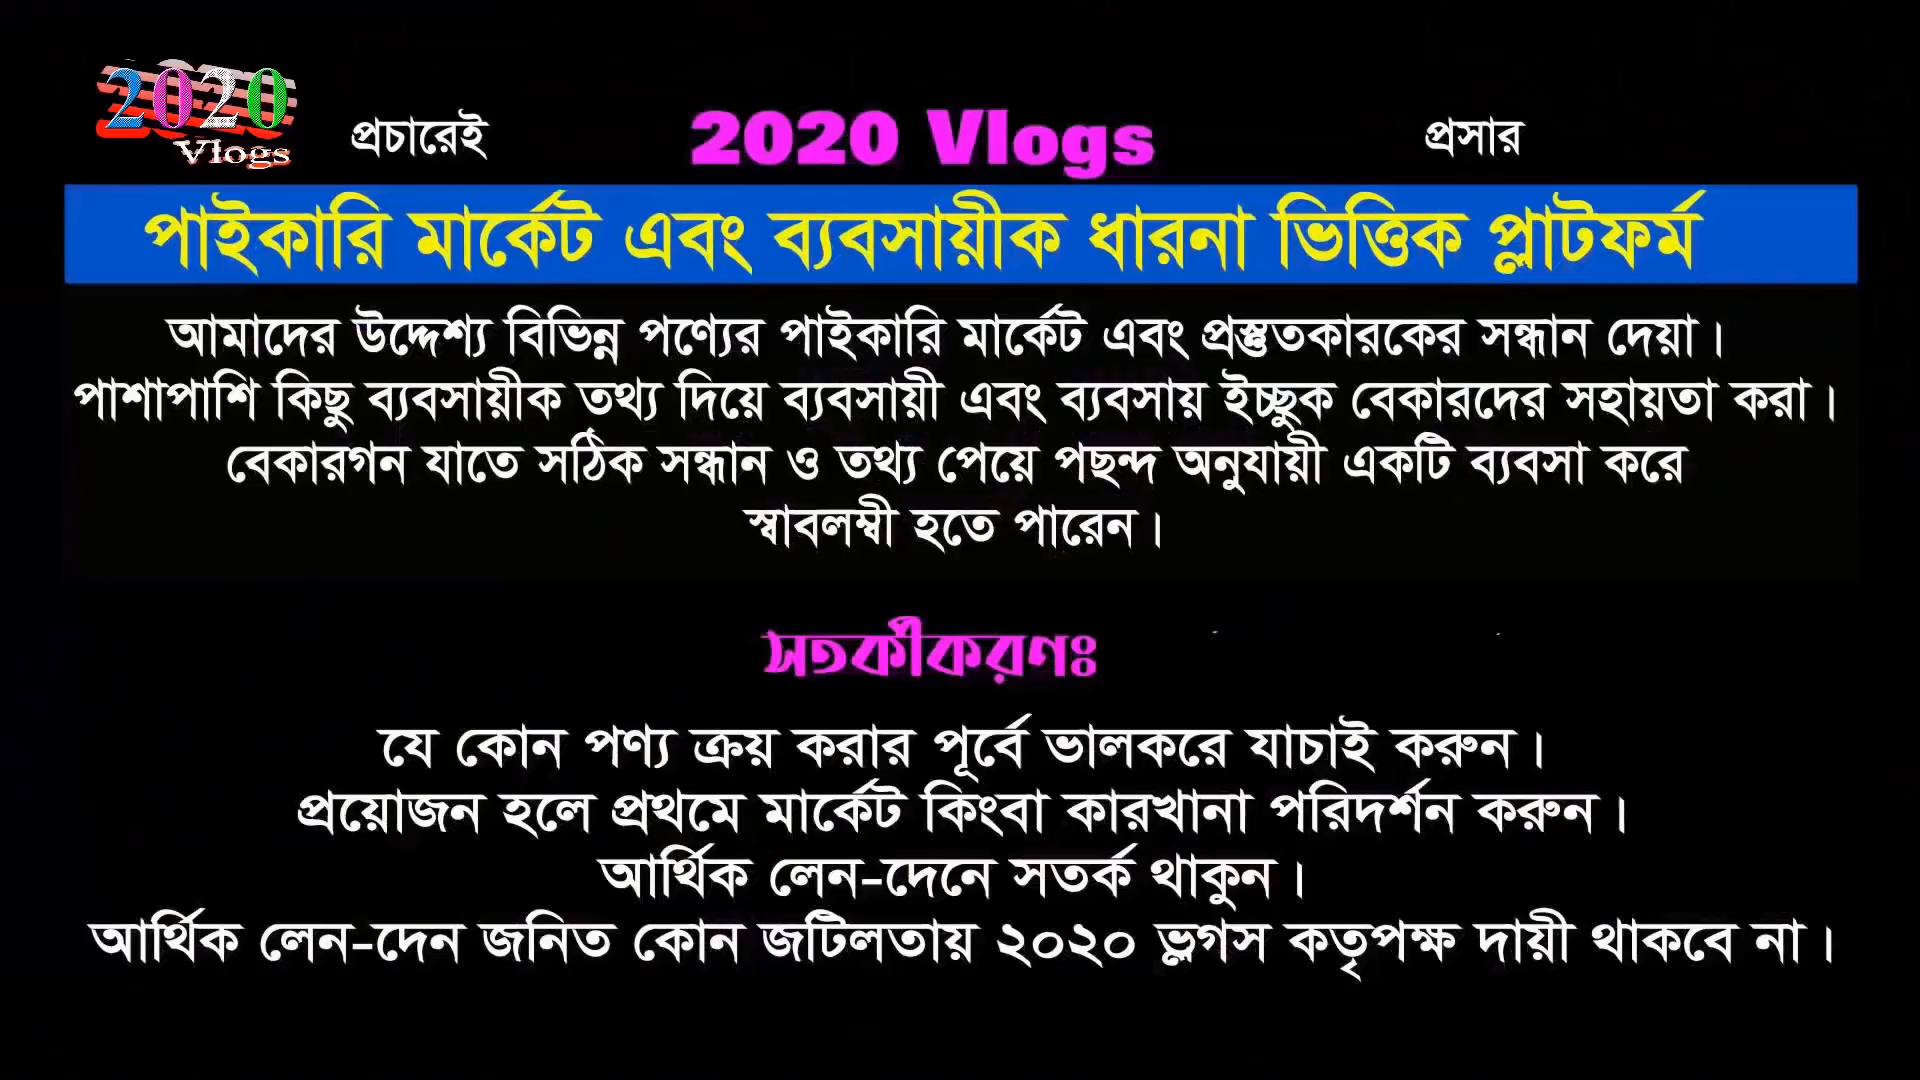 2020
Vlogs
প্রচারেই 2020 Vlogs প্রসার
পাইকারি মার্কেট এবং ব্যবসায়ীক ধারনা ভিত্তিক প্লাটফর্ম
আমাদের উদ্দেশ্য বিভিন্ন পণ্যের পাইকারি মার্কেট এবং প্রস্তুতকারকের সন্ধান দেয়া।
পাশাপাশি কিছু ব্যবসায়ীক তথ্য দিয়ে ব্যবসায়ী এবং ব্যবসায় ইচ্ছুক বেকারদের সহায়তা করা।
বেকারগন যাতে সঠিক সন্ধান ও তথ্য পেয়ে পছন্দ অনুযায়ী একটি ব্যবসা করে
স্বাবলম্বী হতে পারেন।
সতর্কীকরণঃ
যে কোন পণ্য ক্রয় করার পূর্বে ভালকরে যাচাই করুন।
প্রয়োজন হলে প্রথমে মার্কেট কিংবা কারখানা পরিদর্শন করুন।
আর্থিক লেন-দেনে সতর্ক থাকুন।
আর্থিক লেন-দেন জনিত কোন জটিলতায় ২০২০ ভ্লগস কতৃপক্ষ দায়ী থাকবে না।